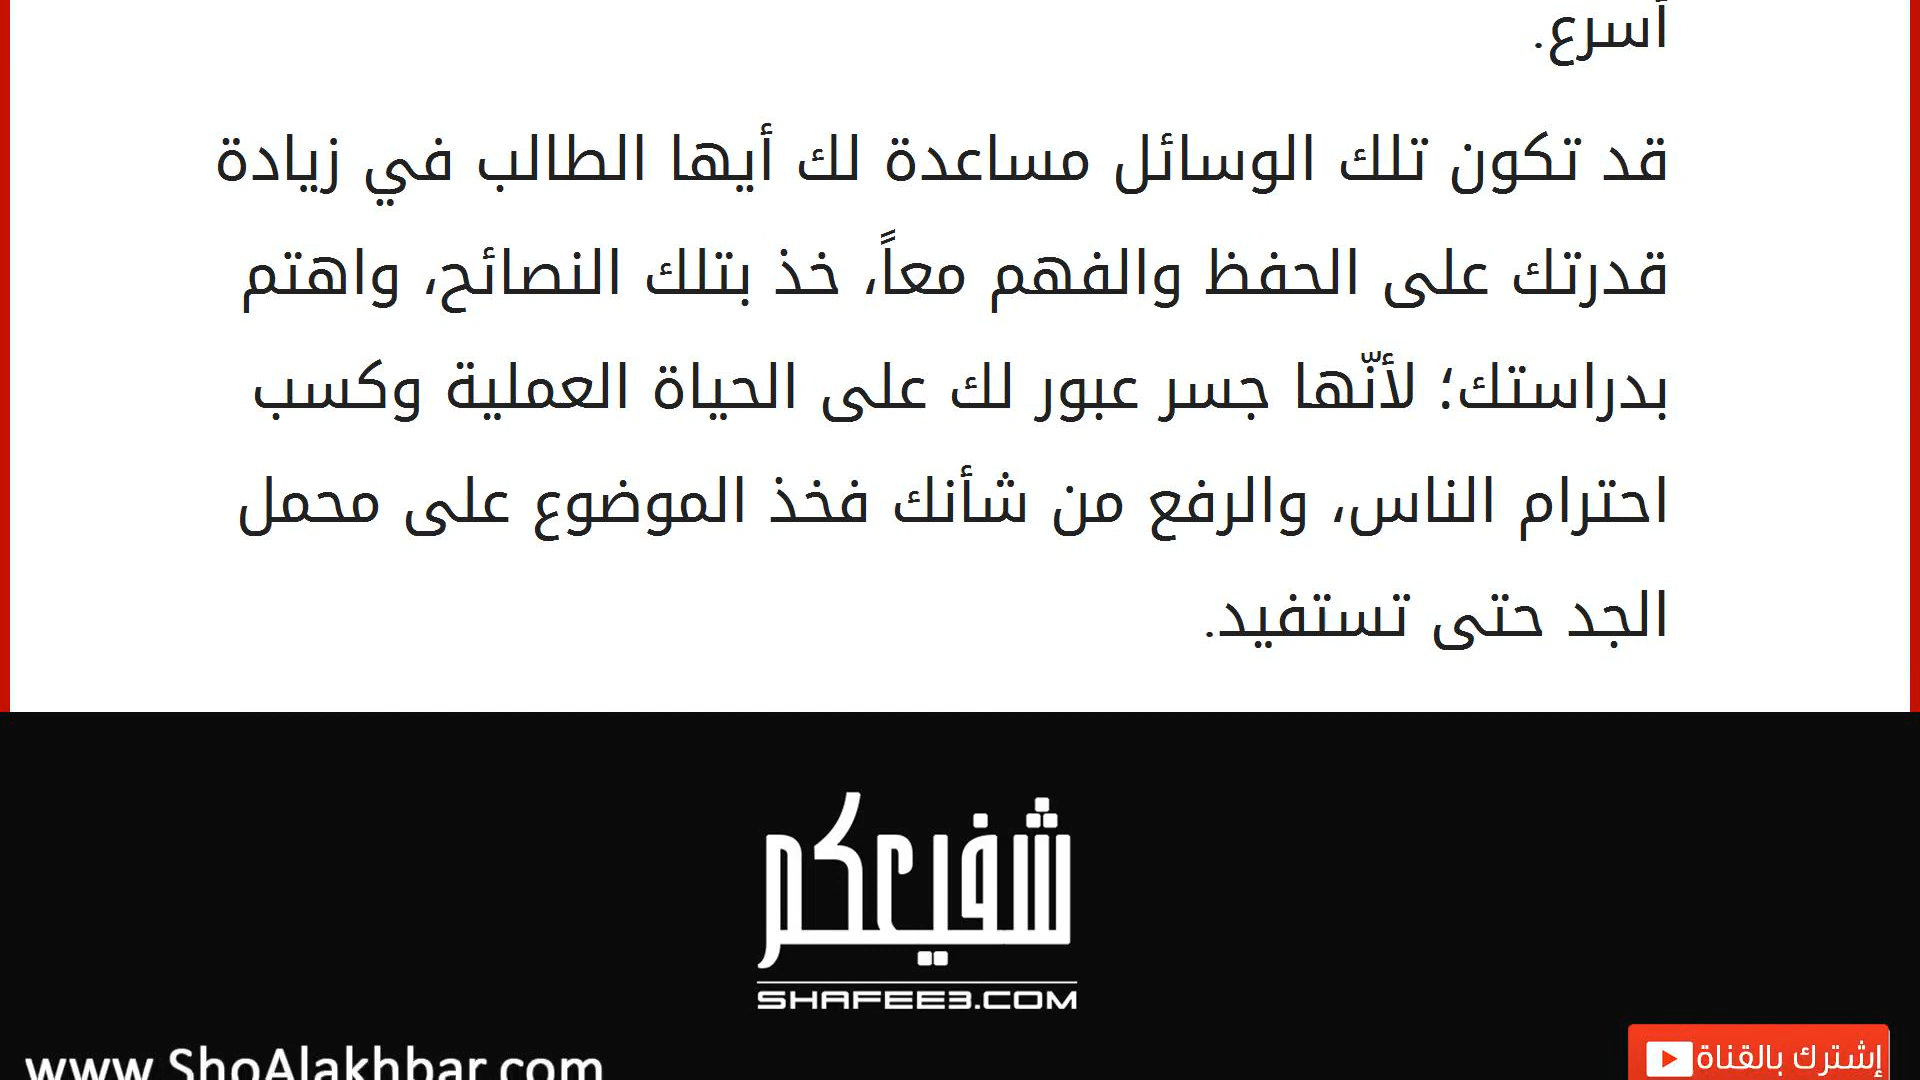 أسرع.
قد تكون تلك الوسائل مساعدة لك أيها الطالب في زيادة
قدرتك على الحفظ والفهم معاً، خذ بتلك النصائح، واهتم
بدراستك؛ لأنّها جسر عبور لك على الحياة العملية وكسب
احترام الناس، والرفع من شأنك فخذ الموضوع على محمل
الجد حتى تستفيد.
شفيعكم
SHAFEE3.COM
www.ShoAlakhbar.com
إشترك بالقناة